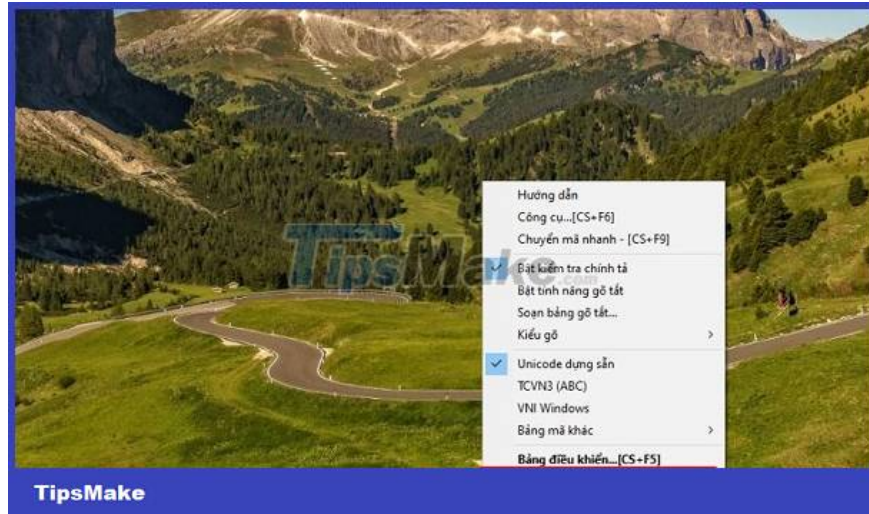 Hướng dẫn
Công cụ...[CS+F6]
Chuyển mã nhanh - [CS+F9]
TipsMake.com
Bật kiểm tra chính tả
Bật tính năng gõ tắt
Soạn bảng gõ tắt...
Kiểu gõ
Unicode dựng sẵn
TCVN3 (ABC)
VNI Windows
Bảng mã khác
Bảng điều khiển...[CS+F5]
TipsMake